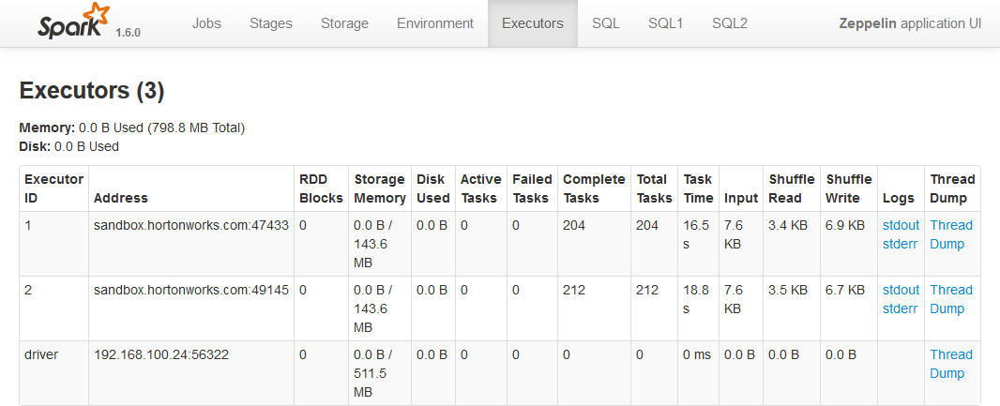 Spark 1.6.0 Jobs Stages Storage Environment Executors SQL SQL1 SQL2 Zeppelin application UI
Executors (3)
Memory: 0.0 B Used (798.8 MB Total)
Disk: 0.0 B Used
Executor ID Address RDD Blocks Storage Memory Disk Used Active Tasks Failed Tasks Complete Tasks Total Tasks Task Time Input Shuffle Read Shuffle Write Logs Thread Dump
1 sandbox.hortonworks.com:47433 0 0.0 B / 143.6 MB 0.0 B 0 0 204 204 16.5 s 7.6 KB 3.4 KB 6.9 KB stdout stderr Thread Dump
2 sandbox.hortonworks.com:49145 0 0.0 B / 143.6 MB 0.0 B 0 0 212 212 18.8 s 7.6 KB 3.5 KB 6.7 KB stdout stderr Thread Dump
driver 192.168.100.24:56322 0 0.0 B / 511.5 MB 0.0 B 0 0 0 0 0 ms 0.0 B 0.0 B 0.0 B Thread Dump